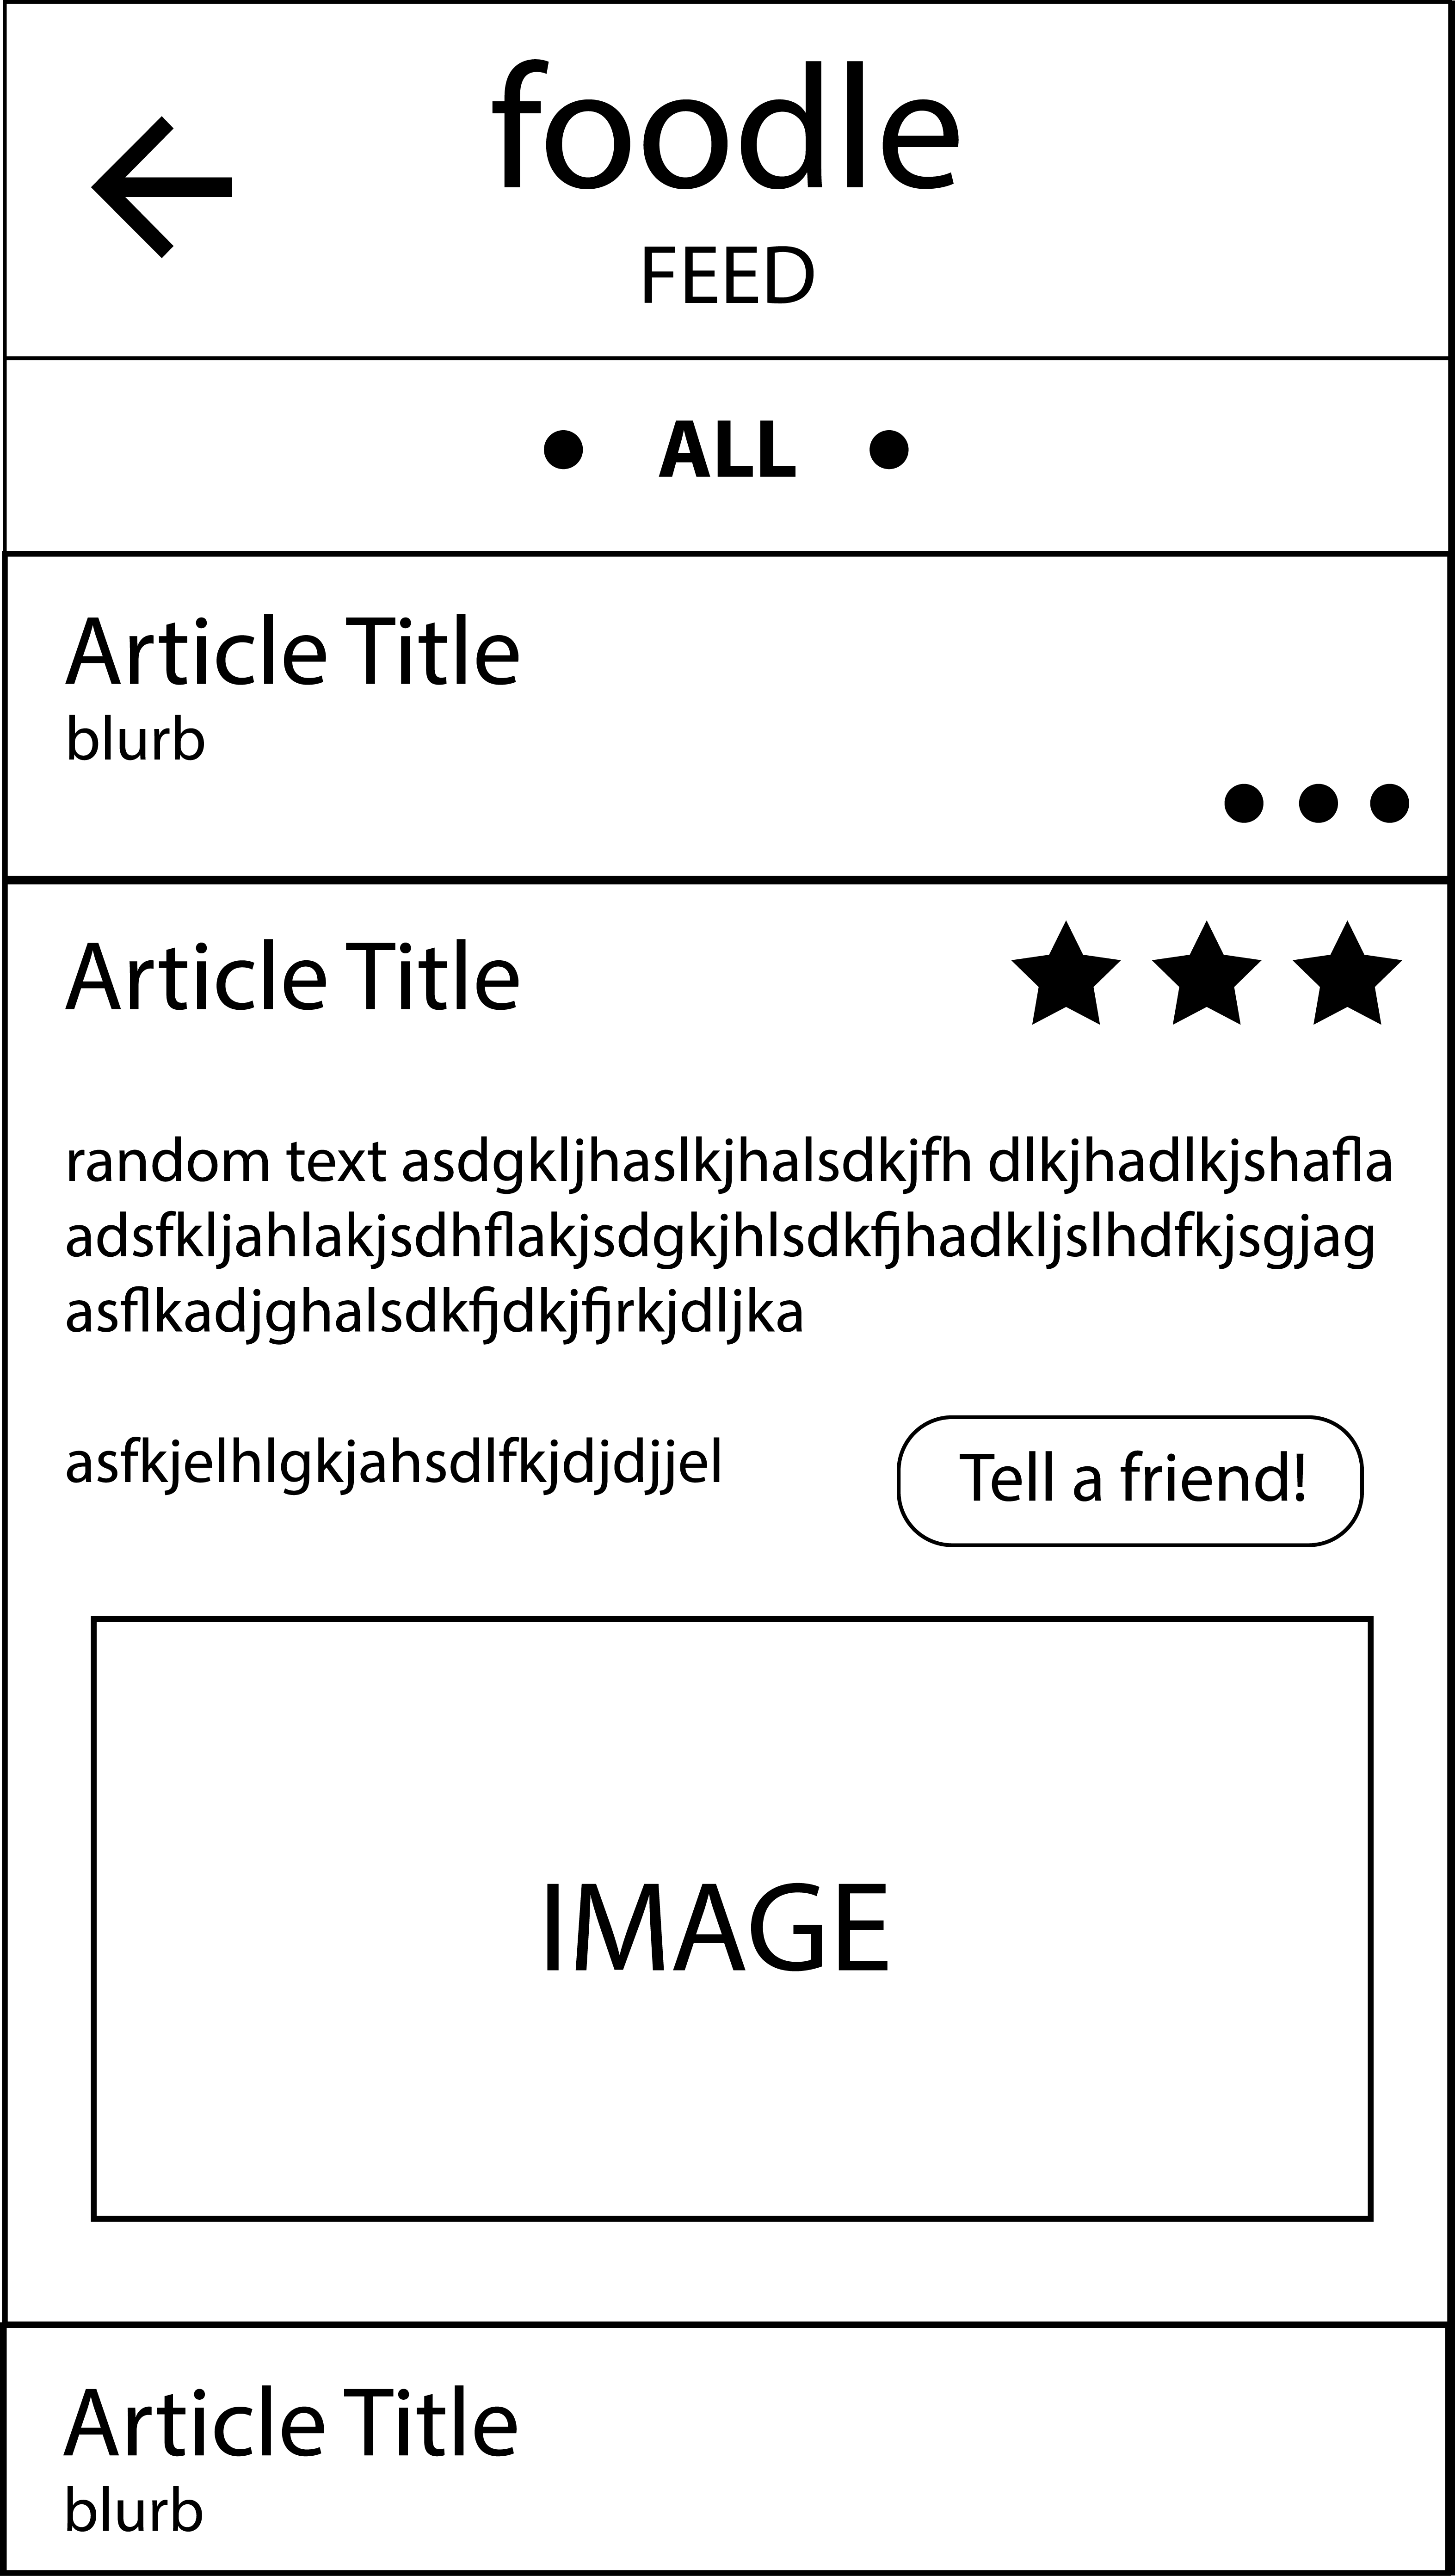 foodle
FEED
ALL
Article Title
blurb
Article Title
random text asdgkljhaslkjhalsdkjfh dlkjhadlkjshafla
adsfkljahlakjsdhflakjsdgkjhlsdkfjhadkljslhdfkjsgjag
asflkadjghalsdkfjdkjfjrkjdljka
asfkjelhlgkjahsdlfkjdjdjjel
Tell a friend!
IMAGE
Article Title
blurb